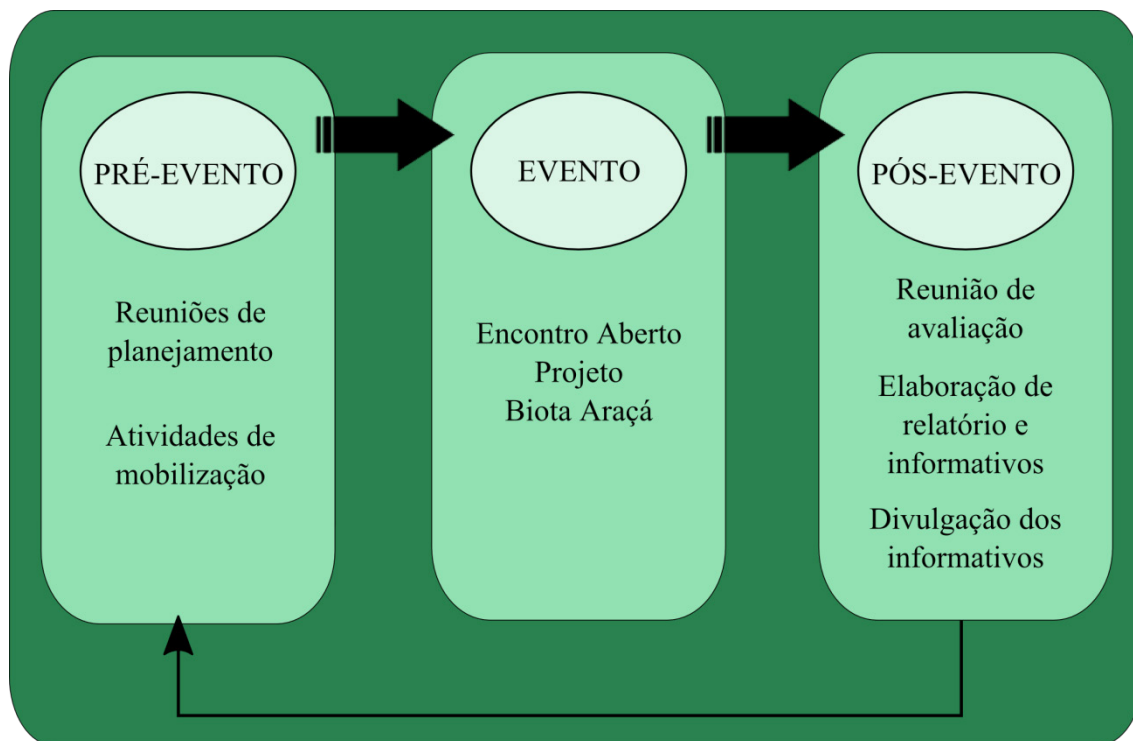 PRÉ-EVENTO
Reuniões de
planejamento
Atividades de
mobilização
EVENTO
Encontro Aberto
Projeto
Biota Araçá
PÓS-EVENTO
Reunião de
avaliação
Elaboração de
relatório e
informativos
Divulgação dos
informativos